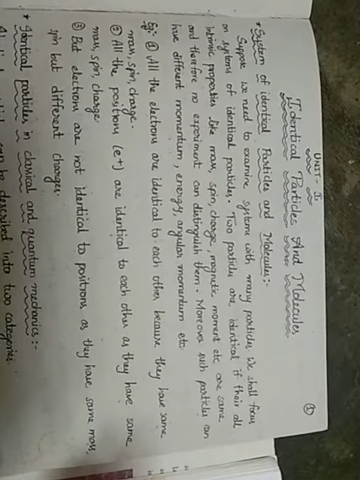 ①
UNIT - I
Identical Particles And Molecules
* System of identical Particles and Molecules:-
Suppose we need to examine systems with many particles. We shall focus
on systems of identical particles. Two particles are identical if their all
intrinsic properties like mass, spin, charge, magnetic moment etc are same
and therefore no experiment can distinguish them. Moreover such particles can
have different momentum, energy, angular momentum etc.
Eg:- ① All the electrons are identical to each other because they have same
mass, spin, charge.
② All the positrons (e+) are identical to each other as they have same
mass, spin, charge
③ But electrons are not identical to positrons as they have same mass,
spin but different charges.
* Identical particles in classical and quantum mechanics:-
can be described into two categories